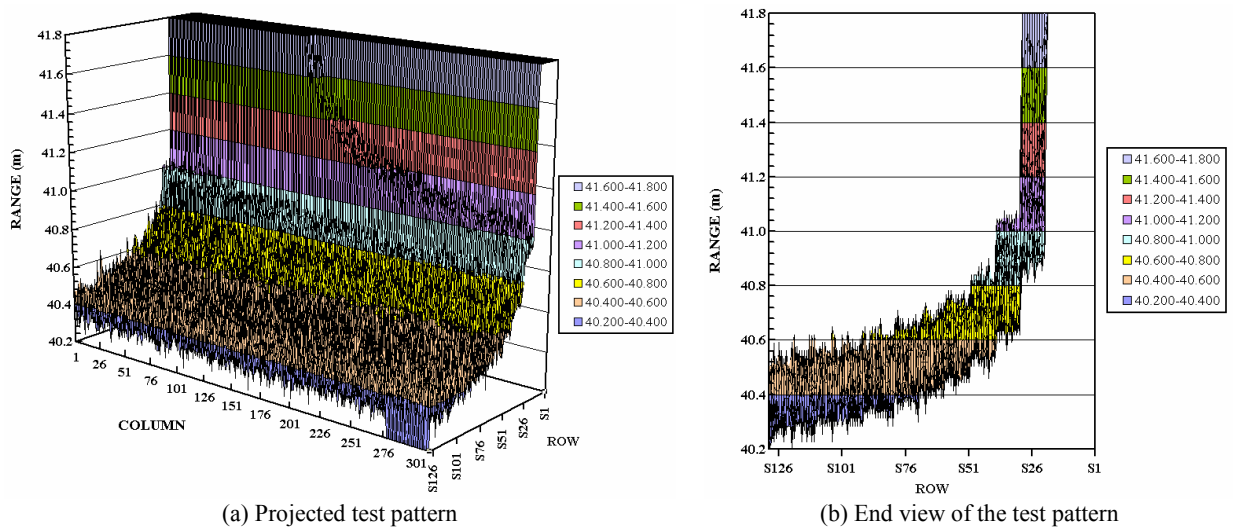 41.8
41.6
41.4
41.2
41.0
40.8
40.6
40.4
40.2
RANGE (m)
1
26
51
76
101
126
151
176
201
226
251
276
301
COLUMN
S126
S101
S76
S51
S26
S1
ROW
41.600-41.800
41.400-41.600
41.200-41.400
41.000-41.200
40.800-41.000
40.600-40.800
40.400-40.600
40.200-40.400
(a) Projected test pattern
41.8
41.6
41.4
41.2
41.0
40.8
40.6
40.4
40.2
RANGE (m)
S126
S101
S76
S51
S26
S1
ROW
41.600-41.800
41.400-41.600
41.200-41.400
41.000-41.200
40.800-41.000
40.600-40.800
40.400-40.600
40.200-40.400
(b) End view of the test pattern